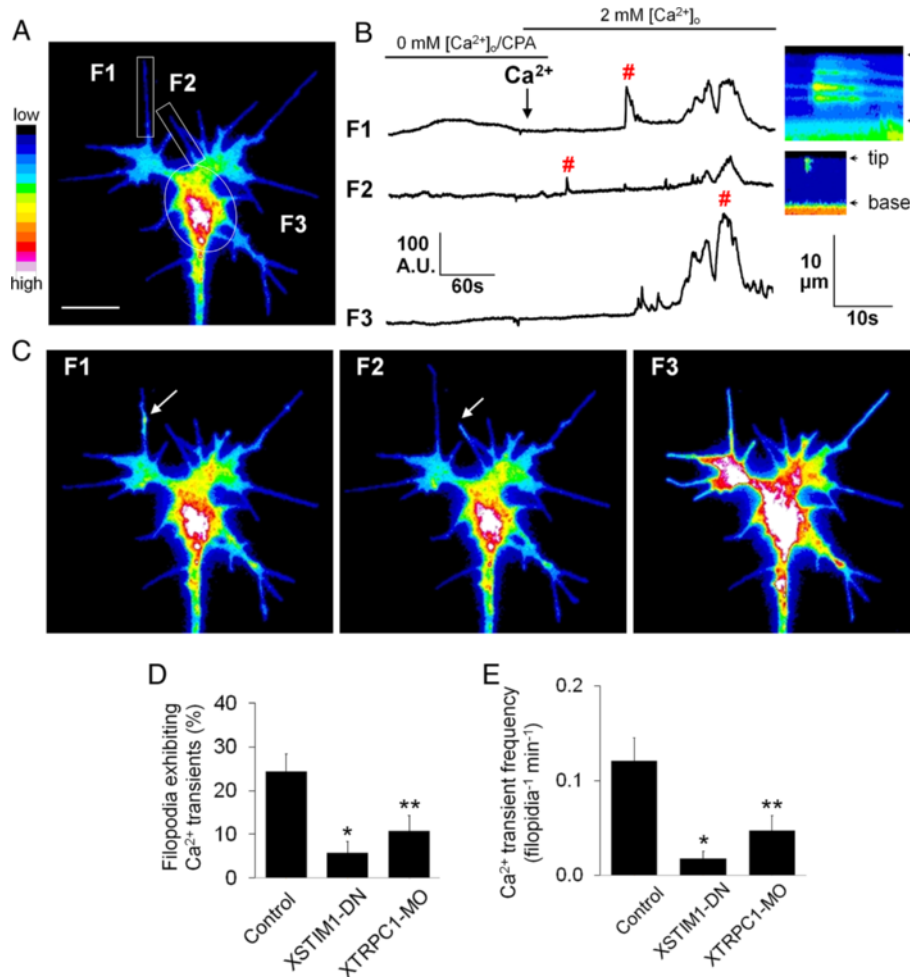 A
F1
F2
F3
low
high
B
0 mM [Ca²⁺]ₒ/CPA
2 mM [Ca²⁺]ₒ
Ca²⁺
#
F1
#
F2
#
F3
100
A.U.
60s
tip
base
10
µm
10s
C
F1
F2
F3
D
Filopodia exhibiting
Ca²⁺ transients (%)
40
30
20
10
0
*
**
Control
XSTIM1-DN
XTRPC1-MO
E
Ca²⁺ transient frequency
(filopidia⁻¹ min⁻¹)
0.2
0.1
0.0
*
**
Control
XSTIM1-DN
XTRPC1-MO